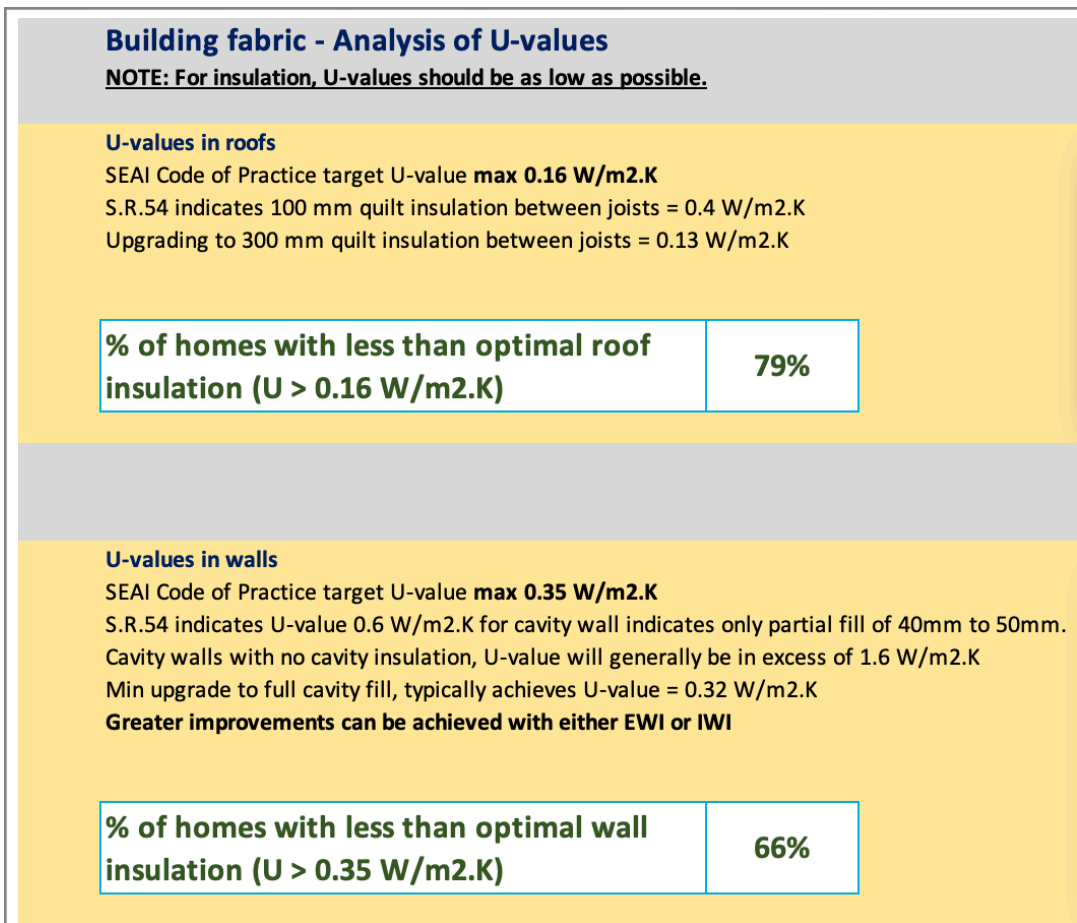 Building fabric - Analysis of U-values
NOTE: For insulation, U-values should be as low as possible.
U-values in roofs
SEAI Code of Practice target U-value max 0.16 W/m2.K
S.R.54 indicates 100 mm quilt insulation between joists = 0.4 W/m2.K
Upgrading to 300 mm quilt insulation between joists = 0.13 W/m2.K
% of homes with less than optimal roof
insulation (U > 0.16 W/m2.K)
79%
U-values in walls
SEAI Code of Practice target U-value max 0.35 W/m2.K
S.R.54 indicates U-value 0.6 W/m2.K for cavity wall indicates only partial fill of 40mm to 50mm.
Cavity walls with no cavity insulation, U-value will generally be in excess of 1.6 W/m2.K
Min upgrade to full cavity fill, typically achieves U-value = 0.32 W/m2.K
Greater improvements can be achieved with either EWI or IWI
% of homes with less than optimal wall
insulation (U > 0.35 W/m2.K)
66%